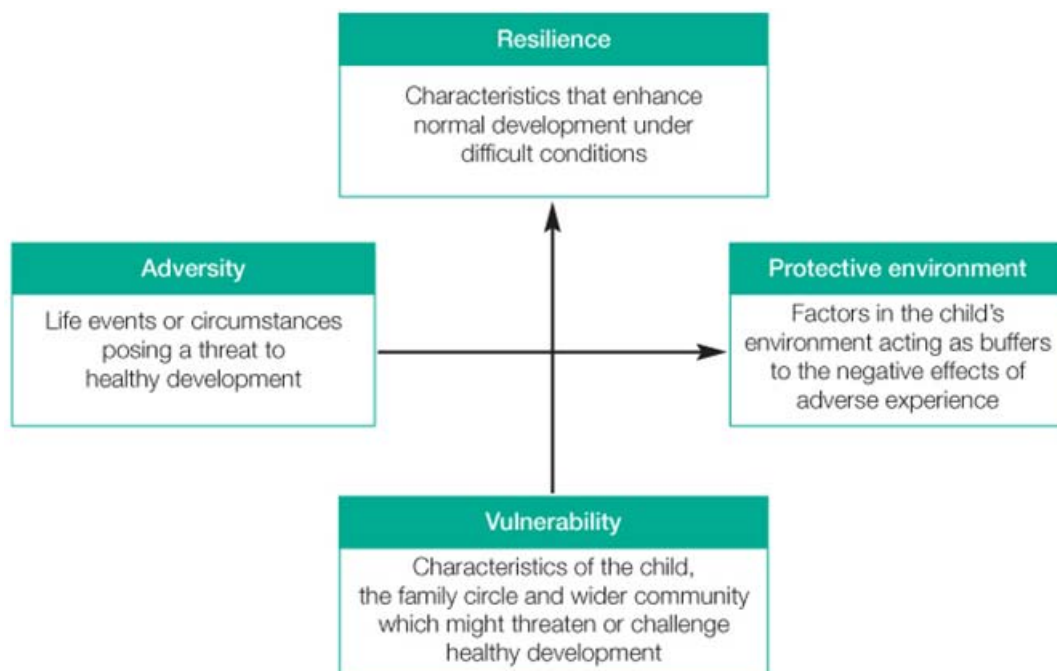 Resilience
Characteristics that enhance
normal development under
difficult conditions
Adversity
Life events or circumstances
posing a threat to
healthy development
Protective environment
Factors in the child's
environment acting as buffers
to the negative effects of
adverse experience
Vulnerability
Characteristics of the child,
the family circle and wider community
which might threaten or challenge
healthy development